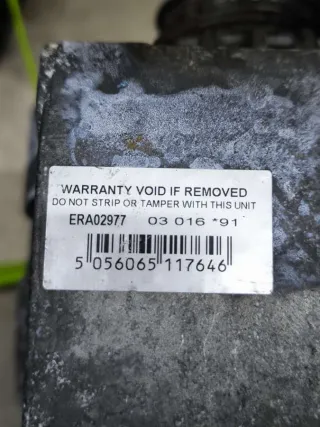 WARRANTY VOID IF REMOVED
DO NOT STRIP OR TAMPER WITH THIS UNIT
ERA02977 03 016 *91
5 056065 117646